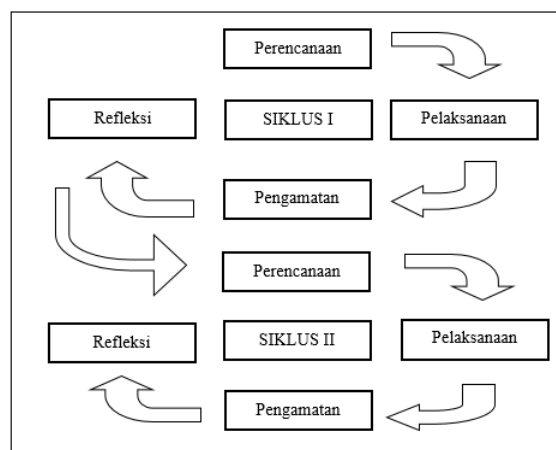 Perencanaan
Refleksi
SIKLUS I
Pelaksanaan
Pengamatan
Perencanaan
Refleksi
SIKLUS II
Pelaksanaan
Pengamatan